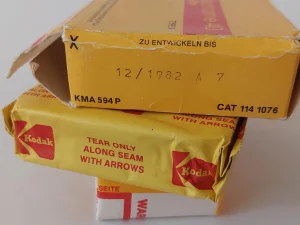 Kodak
X
ZU ENTWICKELN BIS
12/1982 A 7
KMA 594 P
CAT 114 1076
Kodak
TEAR ONLY
ALONG SEAM
WITH ARROWS
Kodak
SEITE